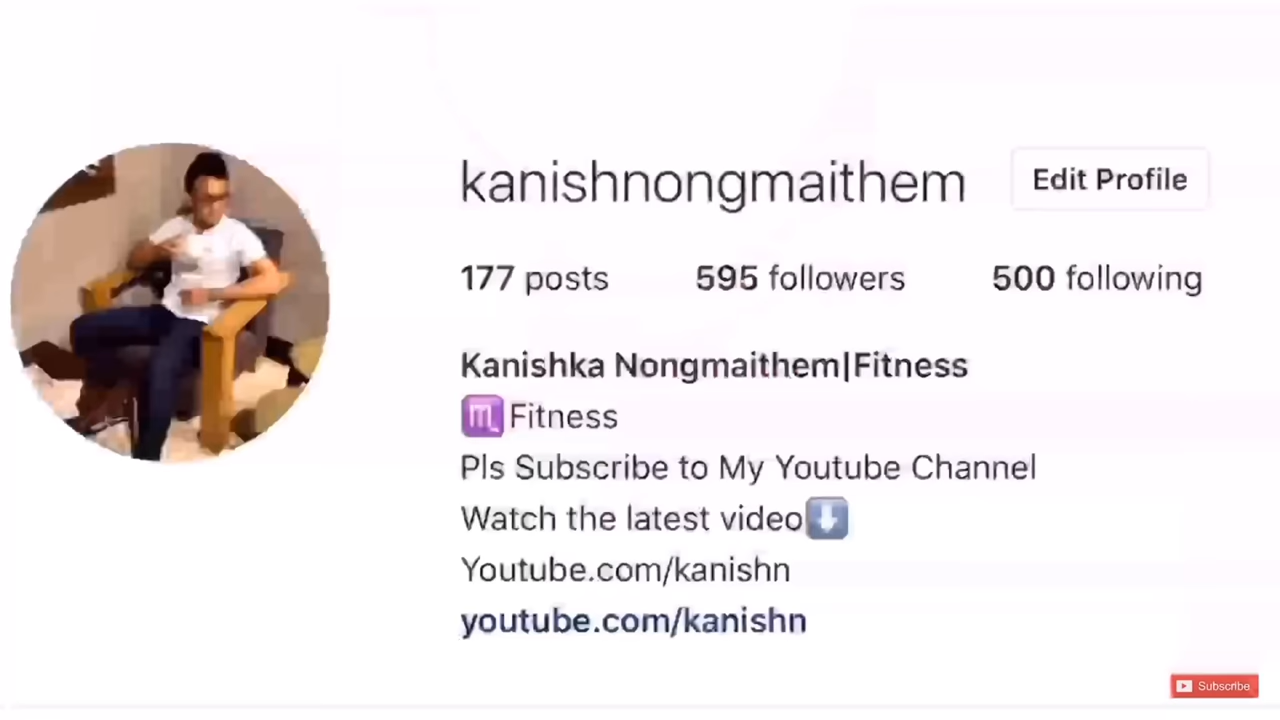 kanishnongmaithem Edit Profile
177 posts 595 followers 500 following
Kanishka Nongmaithem|Fitness
♏Fitness
Pls Subscribe to My Youtube Channel
Watch the latest video⬇️
Youtube.com/kanishn
youtube.com/kanishn
Subscribe